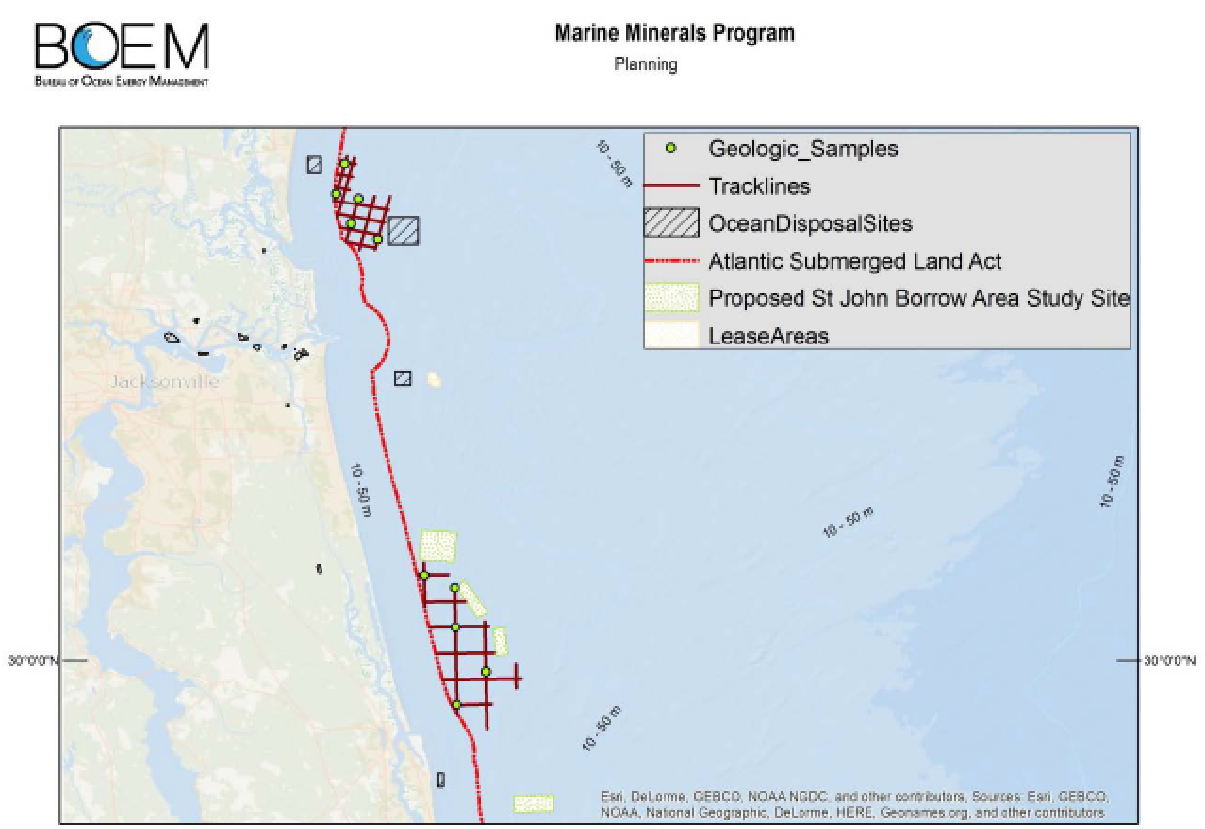 BOEM
BUREAU OF OCEAN ENERGY MANAGEMENT
Marine Minerals Program
Planning
Geologic_Samples
Tracklines
OceanDisposalSites
Atlantic Submerged Land Act
Proposed St John Borrow Area Study Site
LeaseAreas
10 - 50 m
Jacksonville
10 - 50 m
10 - 50 m
10 - 50 m
30°0'0"N
30°0'0"N
10 - 50 m
Esri, DeLorme, GEBCO, NOAA NGDC, and other contributors, Sources: Esri, GEBCO,
NOAA, National Geographic, DeLorme, HERE, Geonames.org, and other contributors